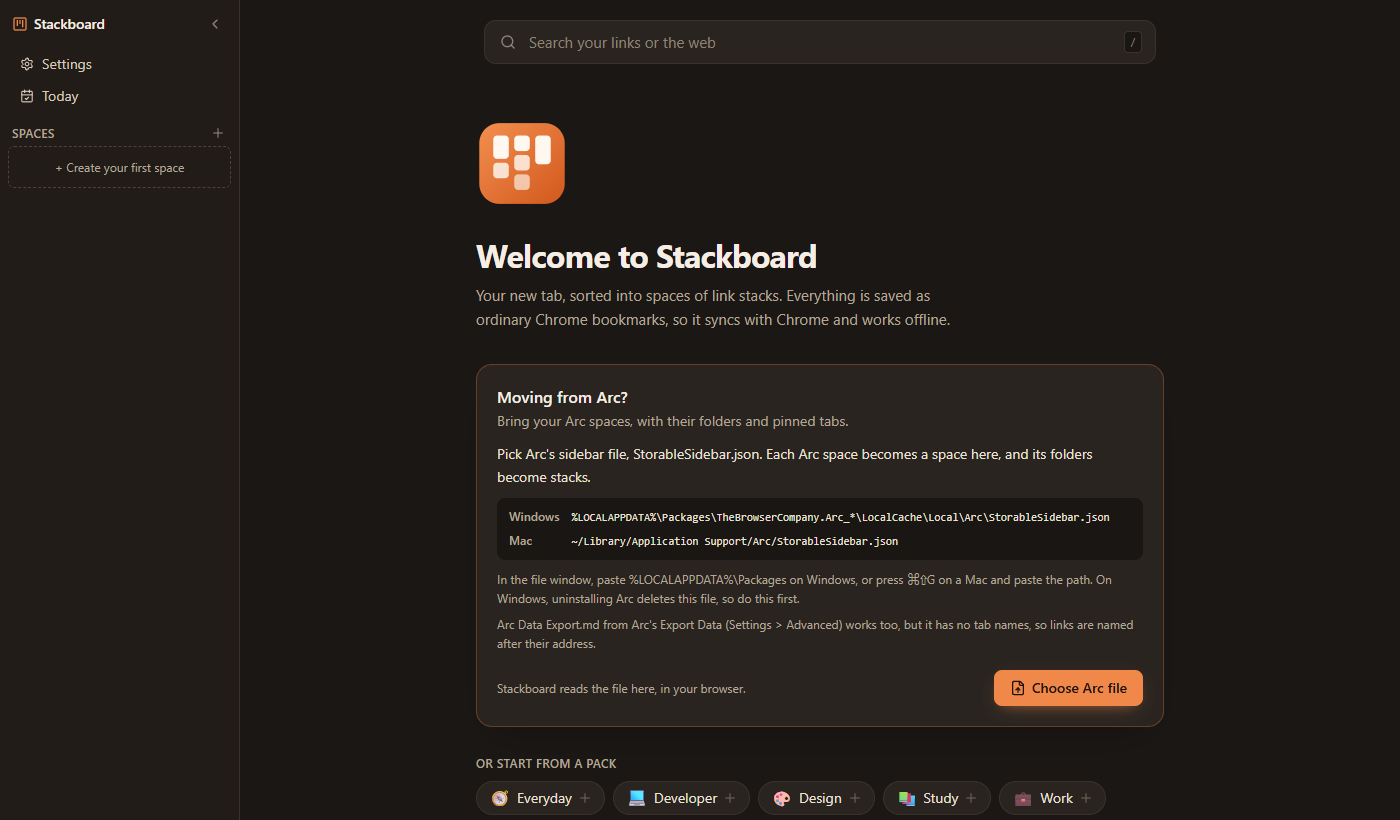 Stackboard
Settings
Today
SPACES
+ Create your first space
Search your links or the web
/
Welcome to Stackboard
Your new tab, sorted into spaces of link stacks. Everything is saved as
ordinary Chrome bookmarks, so it syncs with Chrome and works offline.
Moving from Arc?
Bring your Arc spaces, with their folders and pinned tabs.
Pick Arc's sidebar file, StorableSidebar.json. Each Arc space becomes a space here, and its folders
become stacks.
Windows %LOCALAPPDATA%\Packages\TheBrowserCompany.Arc_*\LocalCache\Local\Arc\StorableSidebar.json
Mac ~/Library/Application Support/Arc/StorableSidebar.json
In the file window, paste %LOCALAPPDATA%\Packages on Windows, or press ⌘⇧G on a Mac and paste the path. On
Windows, uninstalling Arc deletes this file, so do this first.
Arc Data Export.md from Arc's Export Data (Settings > Advanced) works too, but it has no tab names, so links are named
after their address.
Stackboard reads the file here, in your browser.
Choose Arc file
OR START FROM A PACK
Everyday +
Developer +
Design +
Study +
Work +